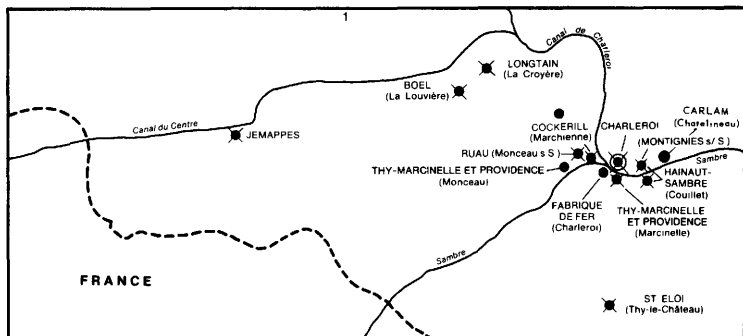 1
Canal de Charleroi
LONGTAIN
(La Croyère)
BOEL
(La Louvière)
Canal du Centre
JEMAPPES
COCKERILL
(Marchienne)
CHARLEROI
CARLAM
(Chatelineau)
(MONTIGNIES s/ S)
Sambre
RUAU (Monceau s S)
THY-MARCINELLE ET PROVIDENCE
(Monceau)
HAINAUT-
SAMBRE
(Couillet)
FABRIQUE
DE FER
(Charleroi)
THY-MARCINELLE
ET PROVIDENCE
(Marcinelle)
Sambre
FRANCE
ST ELOI
(Thy-le-Château)